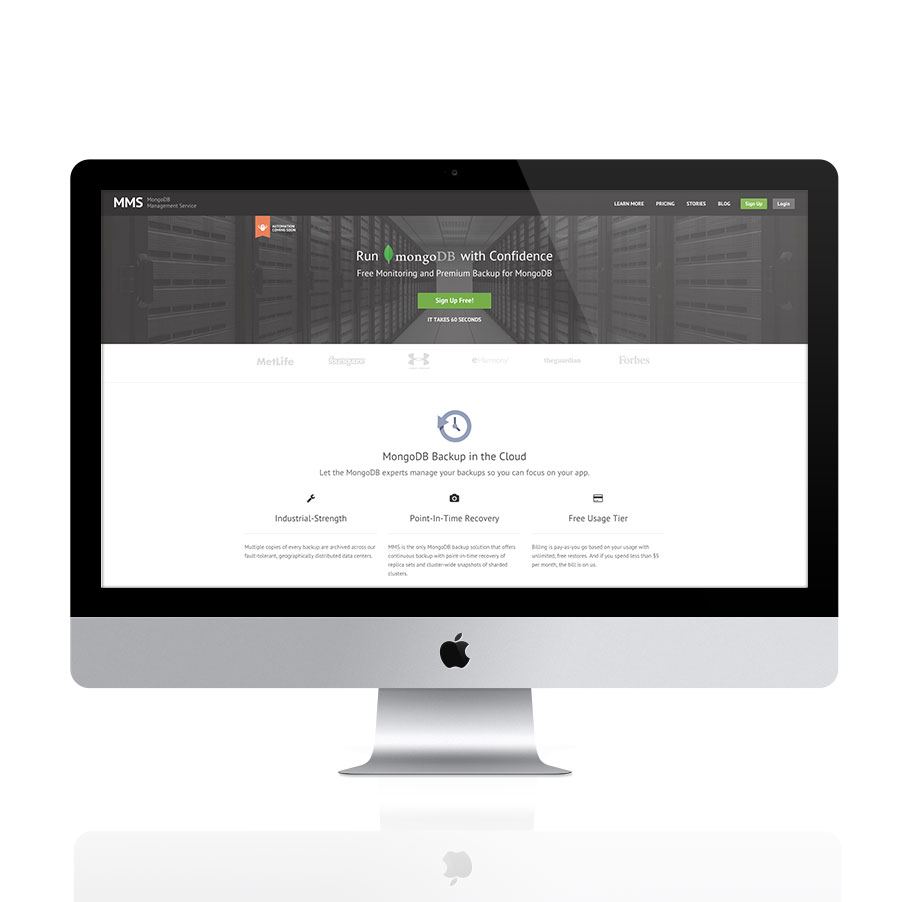 MMS MongoDB
Management Service
LEARN MORE PRICING STORIES BLOG Sign Up Login
AUTOMATION
COMING SOON
Run mongoDB with Confidence
Free Monitoring and Premium Backup for MongoDB
Sign Up Free!
IT TAKES 60 SECONDS
MetLife foursquare eHarmony theguardian Forbes
MongoDB Backup in the Cloud
Let the MongoDB experts manage your backups so you can focus on your app.
Industrial-Strength Point-In-Time Recovery Free Usage Tier
Multiple copies of every backup are archived across our
fault-tolerant, geographically distributed data centers.
MMS is the only MongoDB backup solution that offers
continuous backup with point-in-time recovery of
replica sets and cluster-wide snapshots of sharded
clusters.
Billing is pay-as-you go based on your usage with
unlimited, free restores. And if you spend less than $5
per month, the bill is on us.